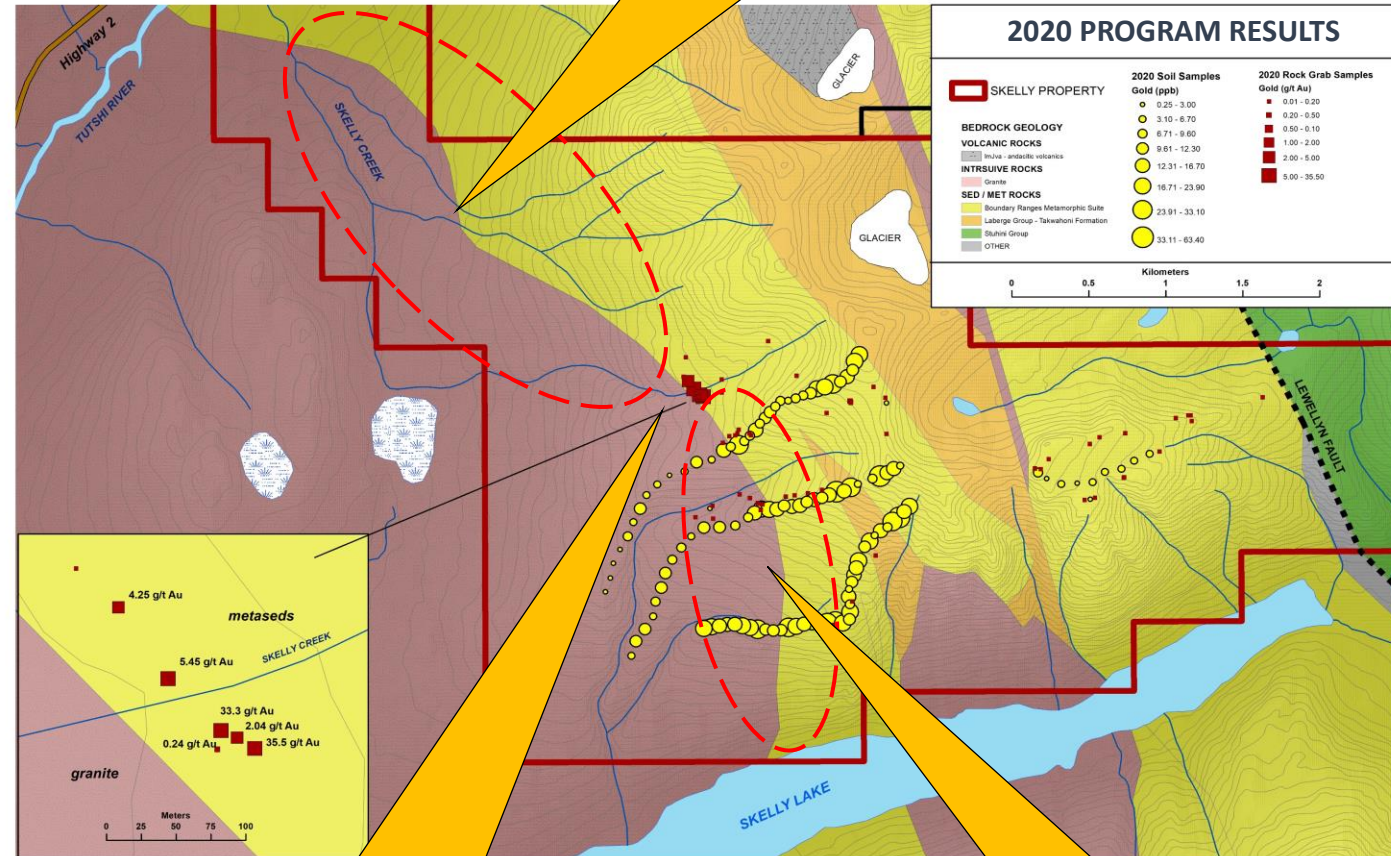 2020 PROGRAM RESULTS
SKELLY PROPERTY
BEDROCK GEOLOGY
VOLCANIC ROCKS
lmJva - andacitic volcanics
INTRSUIVE ROCKS
Granite
SED / MET ROCKS
Boundary Ranges Metamorphic Suite
Laberge Group - Takwahoni Formation
Stuhini Group
OTHER
2020 Soil Samples
Gold (ppb)
0.25 - 3.00
3.10 - 6.70
6.71 - 9.60
9.61 - 12.30
12.31 - 16.70
16.71 - 23.90
23.91 - 33.10
33.11 - 63.40
2020 Rock Grab Samples
Gold (g/t Au)
0.01 - 0.20
0.20 - 0.50
0.50 - 0.10
1.00 - 2.00
2.00 - 5.00
5.00 - 35.50
Kilometers
0 0.5 1 1.5 2
Highway 2
TUTSHI RIVER
SKELLY CREEK
GLACIER
GLACIER
LEWELLYN FAULT
SKELLY LAKE
4.25 g/t Au
metaseds
SKELLY CREEK
5.45 g/t Au
33.3 g/t Au
2.04 g/t Au
0.24 g/t Au
35.5 g/t Au
granite
Meters
0 25 50 75 100